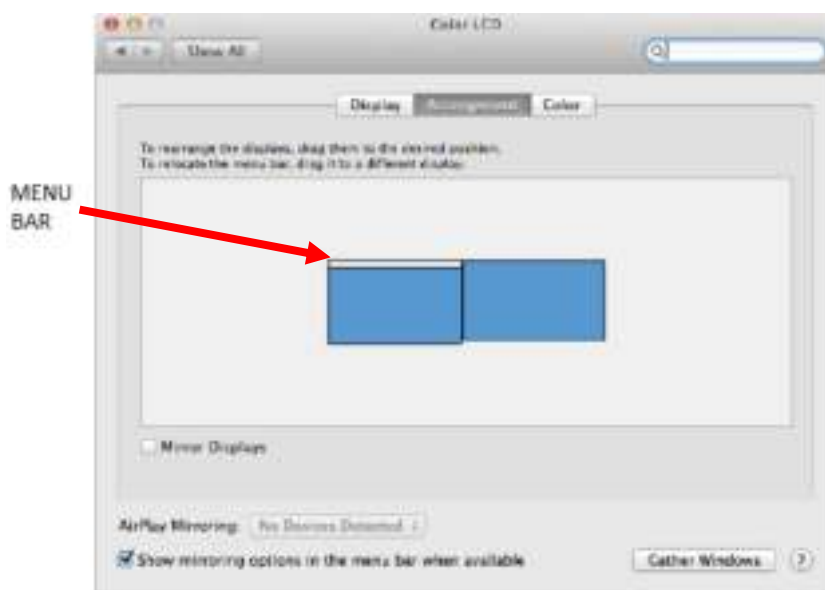 Color LCD
Show All
Display Arrangement Color
To rearrange the displays, drag them to the desired position.
To relocate the menu bar, drag it to a different display.
MENU
BAR
Mirror Displays
AirPlay Mirroring: No Devices Detected
Show mirroring options in the menu bar when available
Gather Windows ?